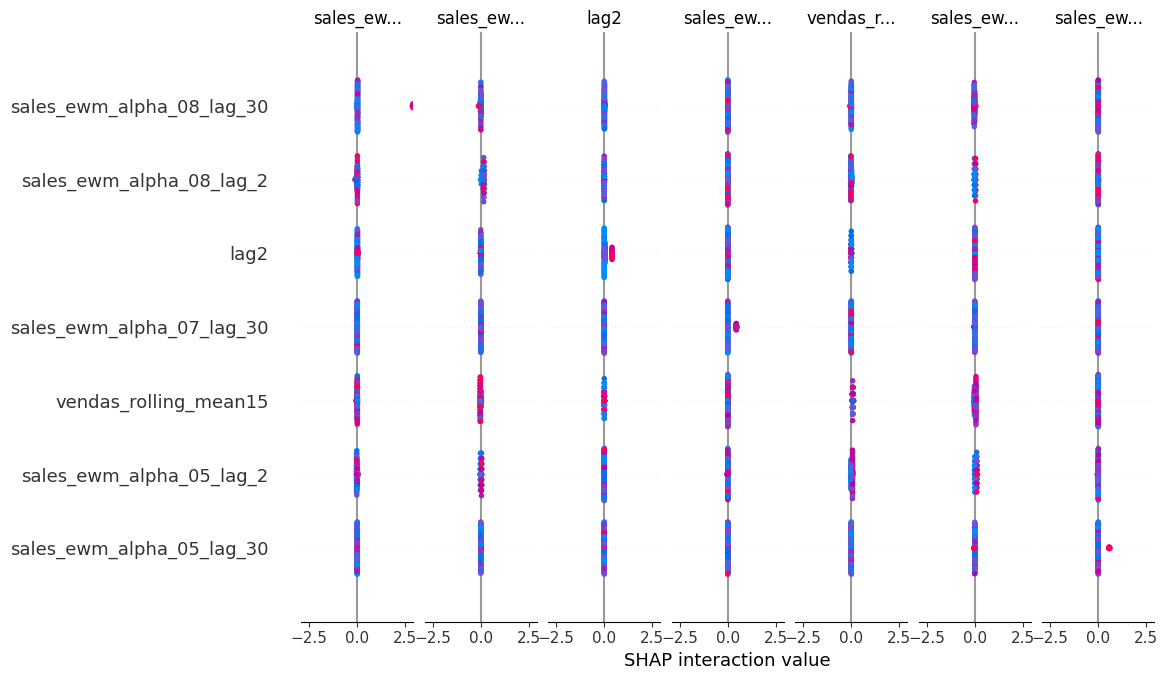 sales_ew... sales_ew... lag2 sales_ew... vendas_r... sales_ew... sales_ew...
sales_ewm_alpha_08_lag_30
sales_ewm_alpha_08_lag_2
lag2
sales_ewm_alpha_07_lag_30
vendas_rolling_mean15
sales_ewm_alpha_05_lag_2
sales_ewm_alpha_05_lag_30
−2.5 0.0 2.5 −2.5 0.0 2.5 −2.5 0.0 2.5 −2.5 0.0 2.5 −2.5 0.0 2.5 −2.5 0.0 2.5 −2.5 0.0 2.5
SHAP interaction value